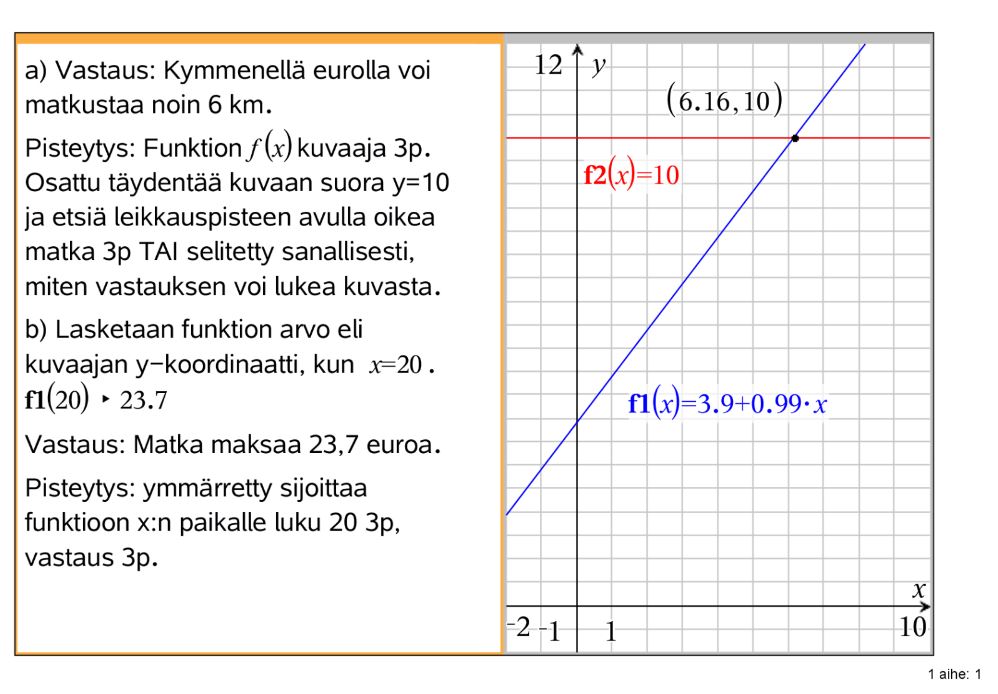 a) Vastaus: Kymmenellä eurolla voi
matkustaa noin 6 km.
Pisteytys: Funktion f(x) kuvaaja 3p.
Osattu täydentää kuvaan suora y=10
ja etsiä leikkauspisteen avulla oikea
matka 3p TAI selitetty sanallisesti,
miten vastauksen voi lukea kuvasta.
b) Lasketaan funktion arvo eli
kuvaajan y−koordinaatti, kun x=20.
f1(20) ▸ 23.7
Vastaus: Matka maksaa 23,7 euroa.
Pisteytys: ymmärretty sijoittaa
funktioon x:n paikalle luku 20 3p,
vastaus 3p.
12 y
(6.16,10)
f2(x)=10
f1(x)=3.9+0.99·x
x
-2 -1 1 10
1 aihe: 1